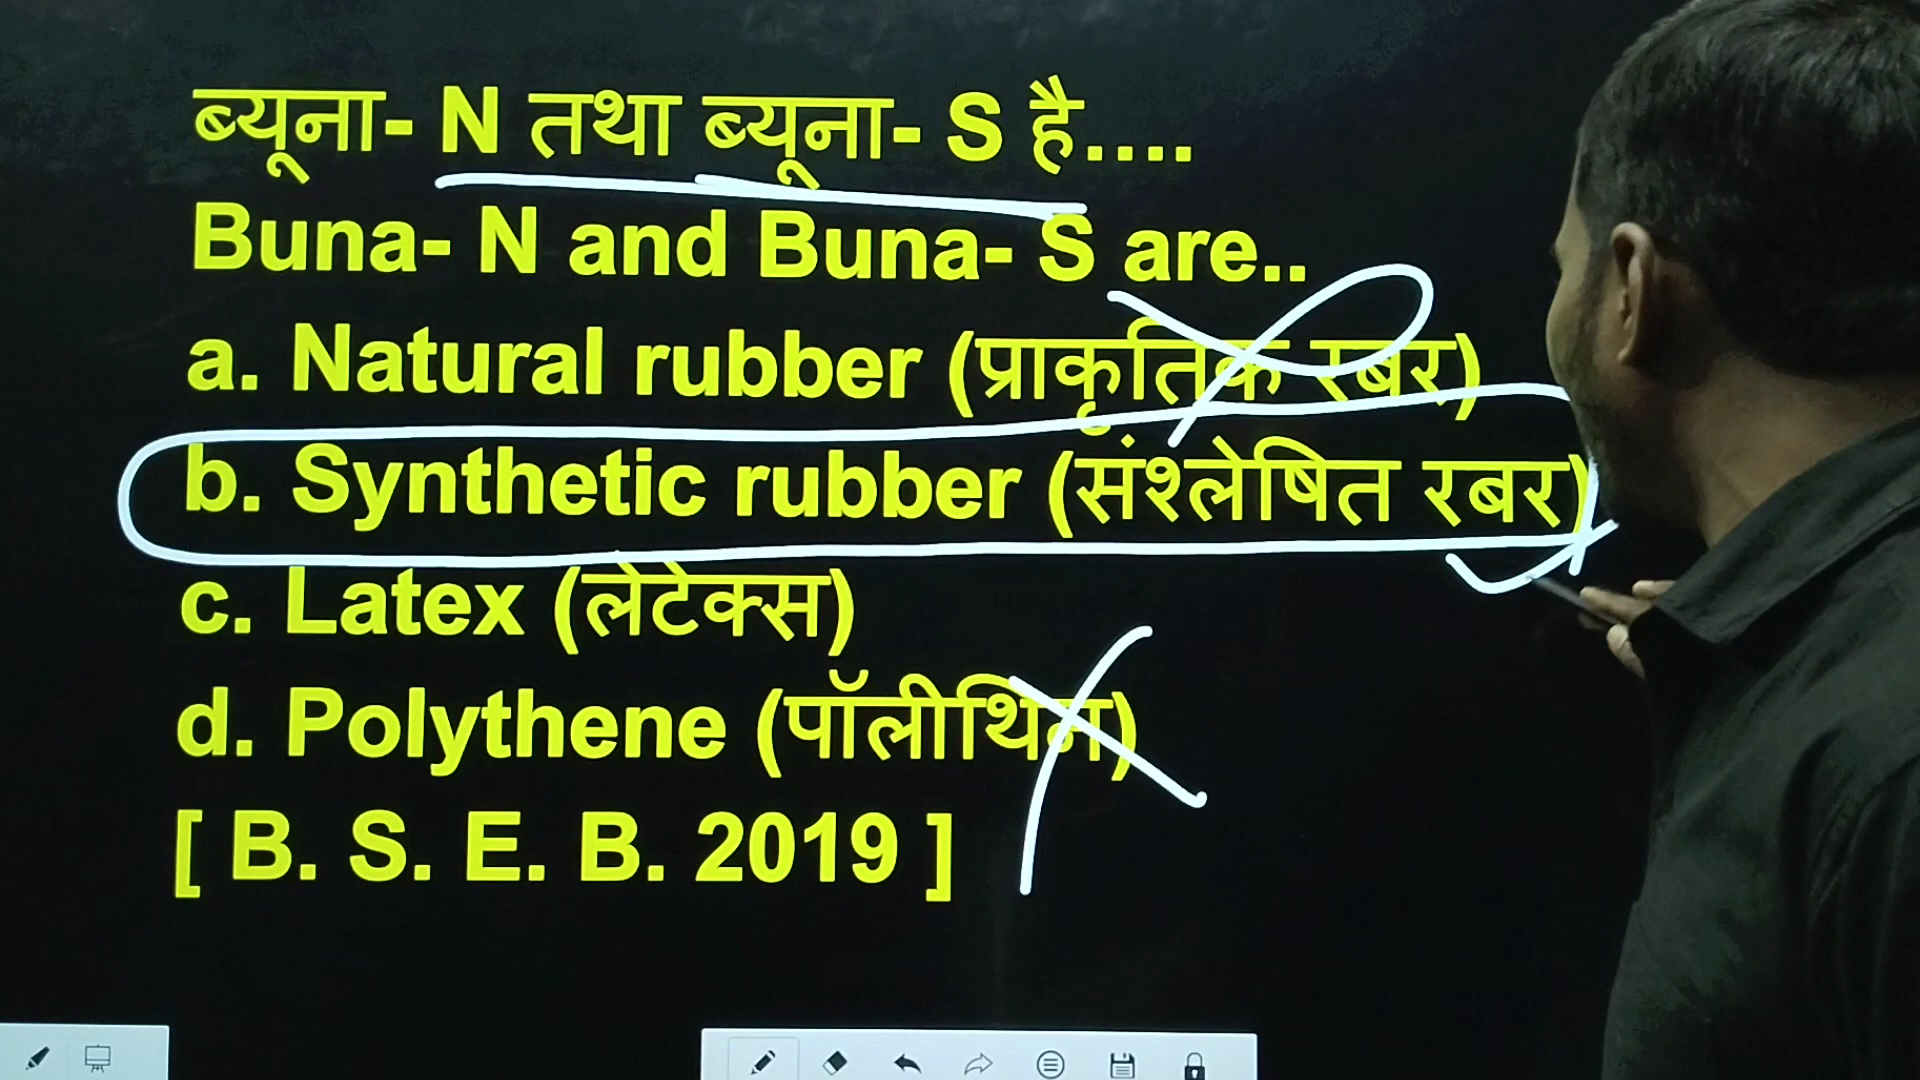 ब्यूना- N तथा ब्यूना- S है....
Buna- N and Buna- S are..
a. Natural rubber (प्राकृतिक रबर)
b. Synthetic rubber (संश्लेषित रबर)
c. Latex (लेटेक्स)
d. Polythene (पॉलीथिन)
[ B. S. E. B. 2019 ]